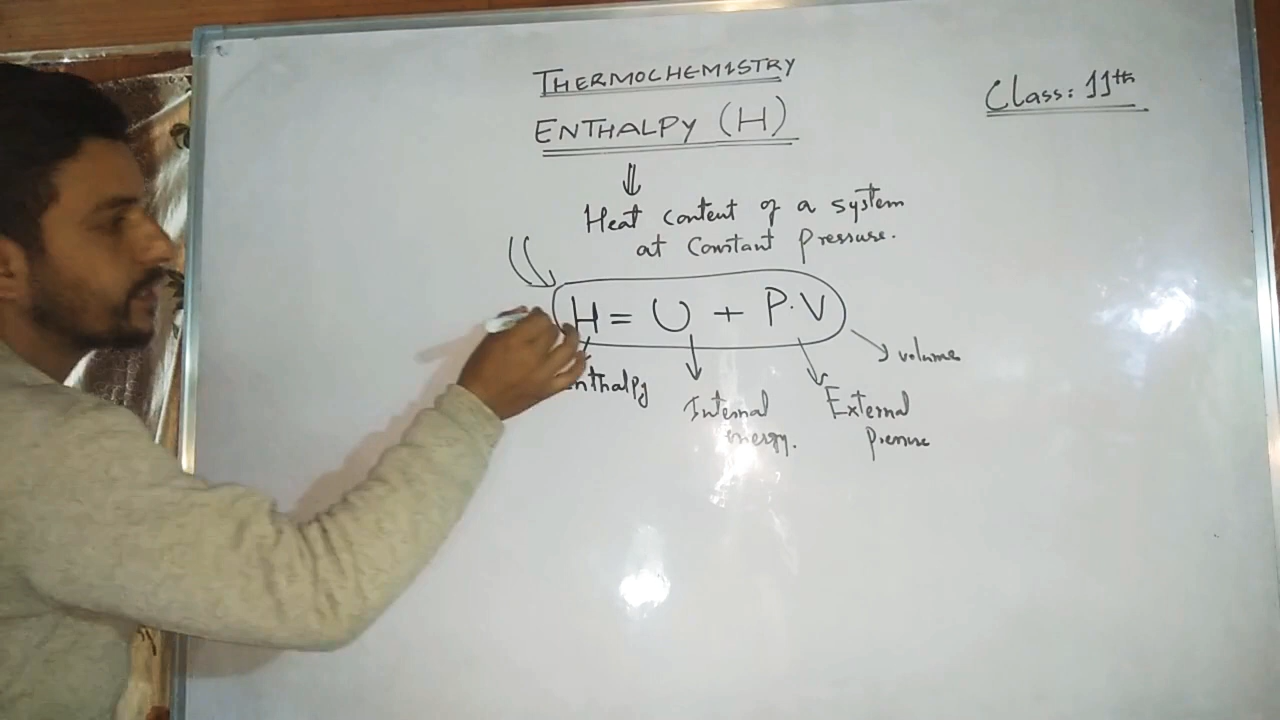 THERMOCHEMISTRY
Class: 11th
ENTHALPY (H)
⇓
Heat content of a system
at Constant Pressure.
H = U + P.V
volume
Enthalpy
Internal
energy.
External
Pressure